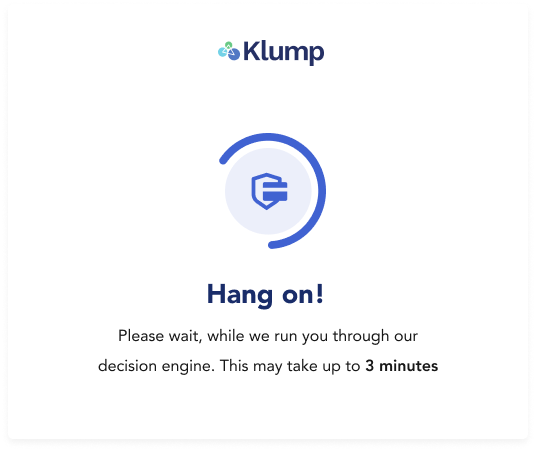 Klump
Hang on!
Please wait, while we run you through our
decision engine. This may take up to 3 minutes